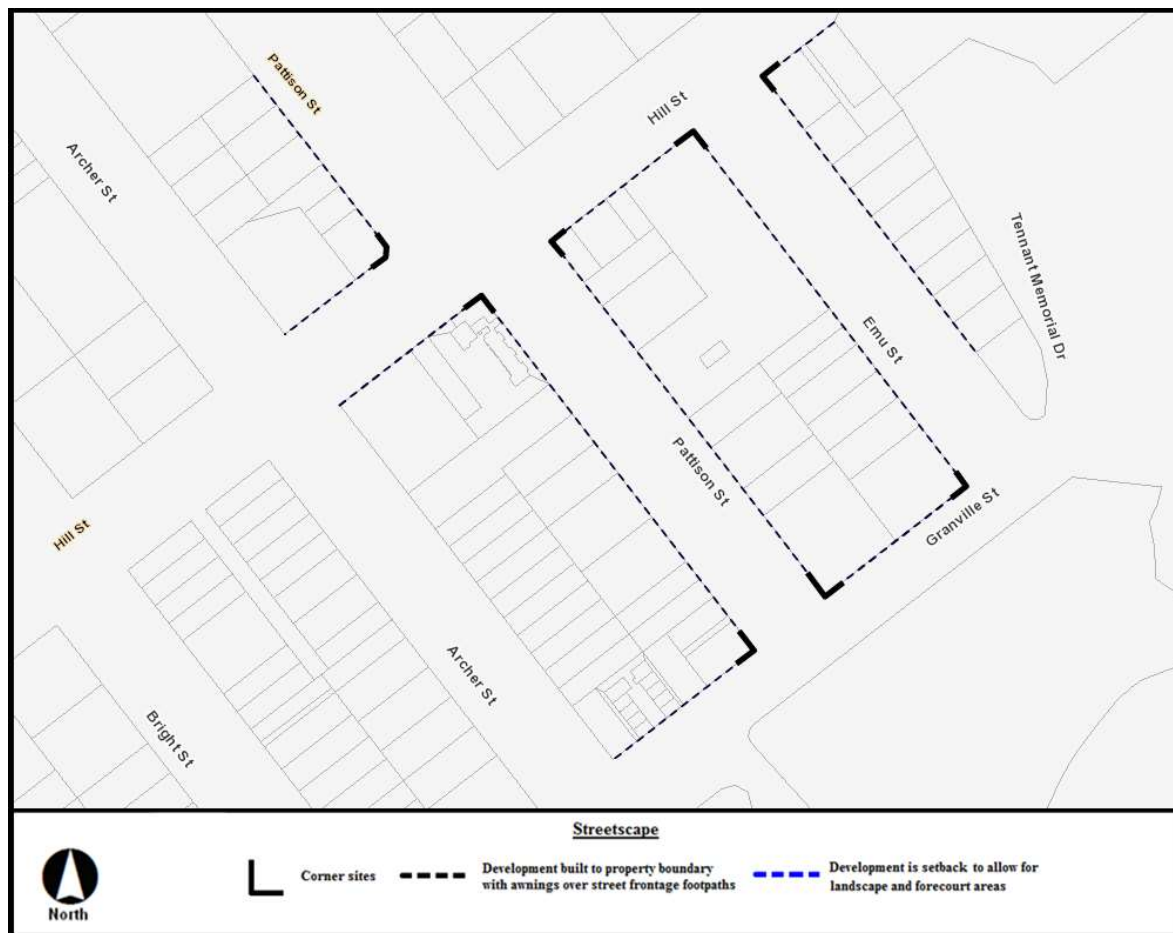 Pattison St
Hill St
Archer St
Tennant Memorial Dr
Emu St
Pattison St
Granville St
Hill St
Archer St
Bright St
Streetscape
North
Corner sites
Development built to property boundary
with awnings over street frontage footpaths
Development is setback to allow for
landscape and forecourt areas